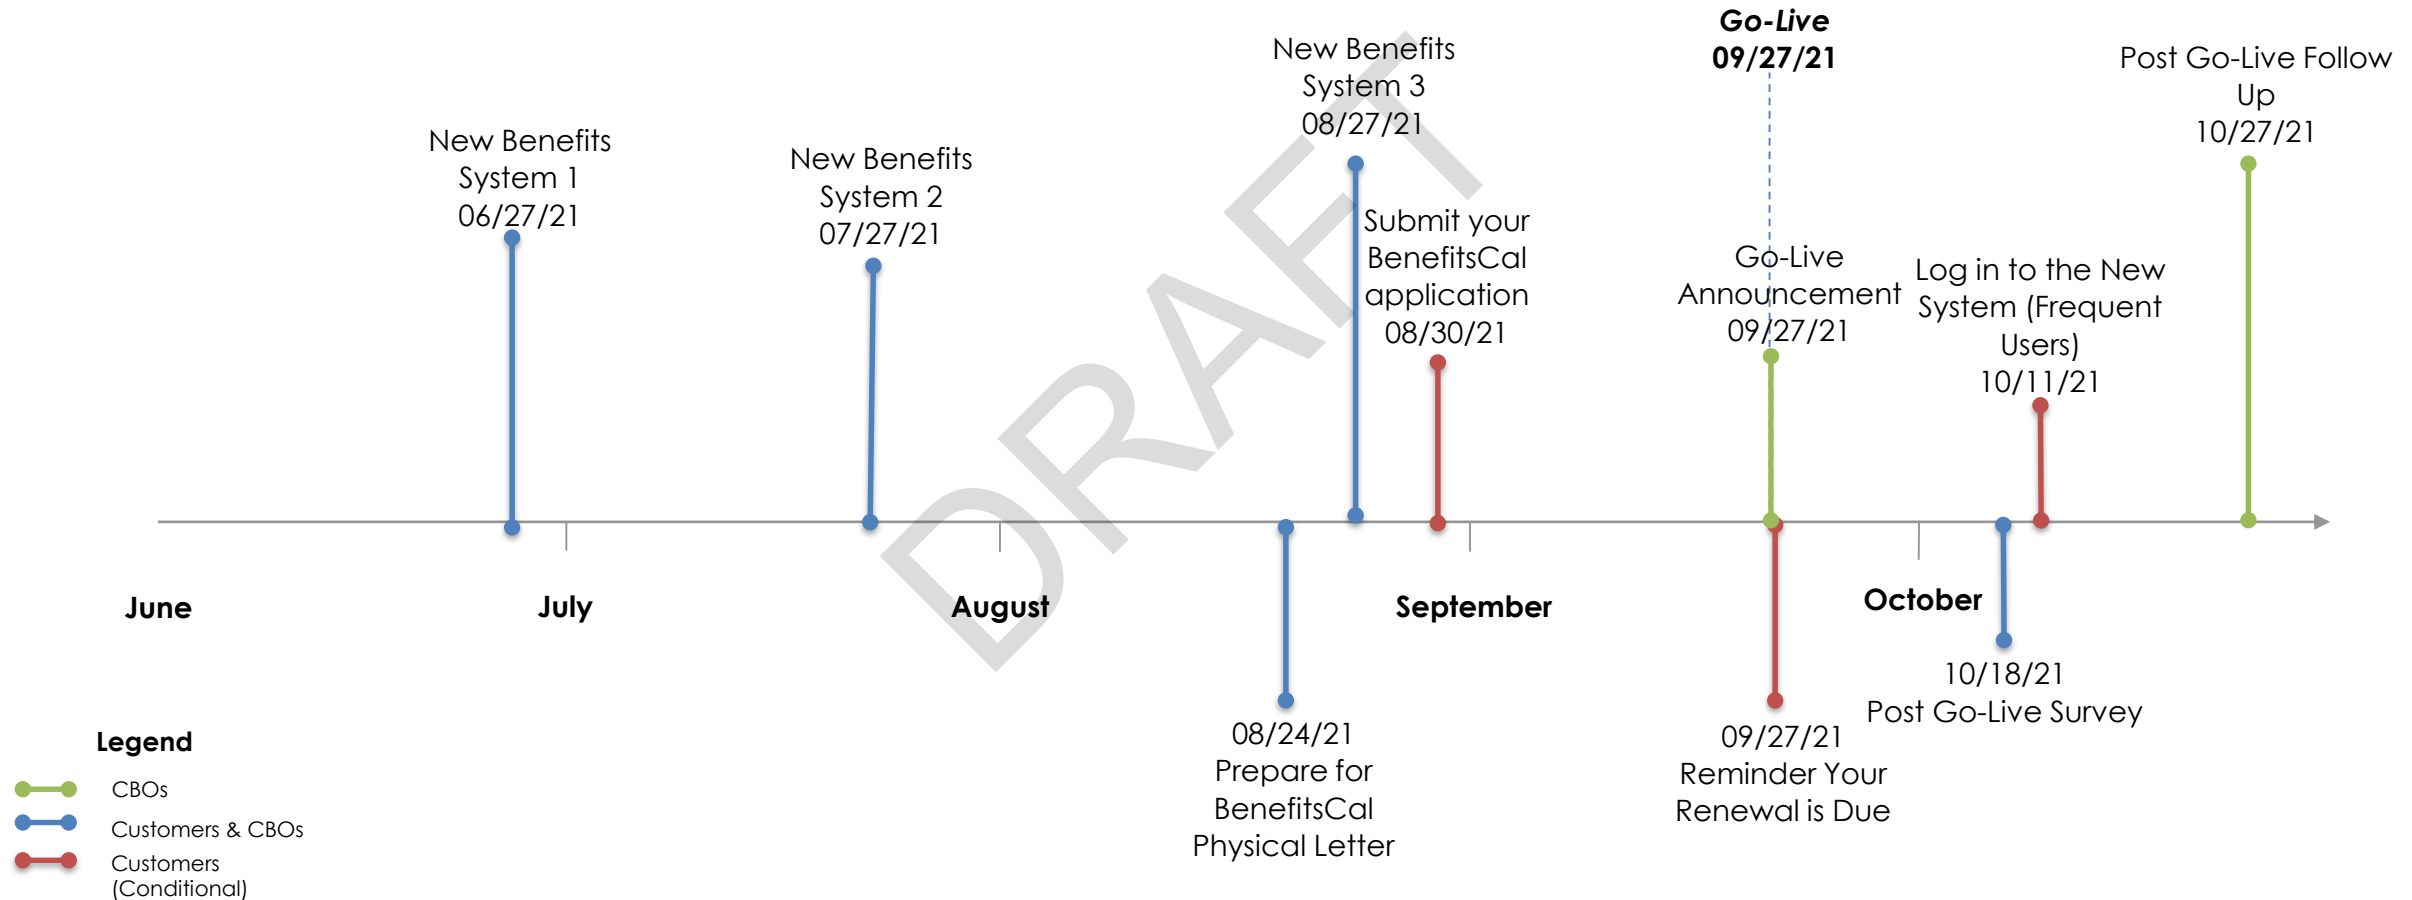 Go-Live
09/27/21
New Benefits
System 3
08/27/21
Post Go-Live Follow
Up
10/27/21
New Benefits
System 1
06/27/21
New Benefits
System 2
07/27/21
Submit your
BenefitsCal
application
08/30/21
Go-Live
Announcement
09/27/21
Log in to the New
System (Frequent
Users)
10/11/21
DRAFT
June
July
August
September
October
10/18/21
Post Go-Live Survey
08/24/21
Prepare for
BenefitsCal
Physical Letter
09/27/21
Reminder Your
Renewal is Due
Legend
CBOs
Customers & CBOs
Customers
(Conditional)